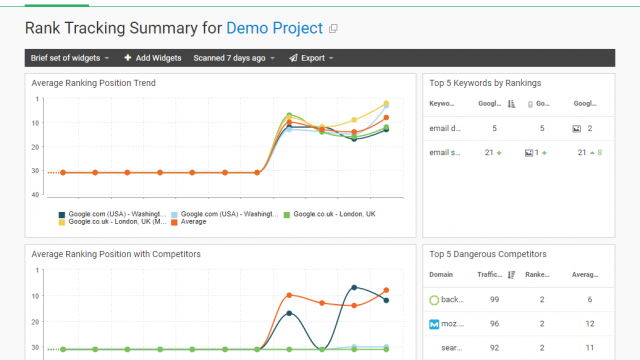 Rank Tracking Summary for Demo Project
Brief set of widgets Add Widgets Scanned 7 days ago Export
Average Ranking Position Trend
1
10
20
30
40
Google.com (USA) - Washingt... Google.com (USA) - Washingt... Google.co.uk - London, UK
Google.co.uk - London, UK (M... Average
Top 5 Keywords by Rankings
Keywo... Googl... Go... Googl...
email d... 5 5 2
email s... 21 + 1 + 21 8
Average Ranking Position with Competitors
1
10
20
30
Top 5 Dangerous Competitors
Domain Traffic... Ranke... Averag...
back... 99 2 6
moz.... 96 2 12
sear... 92 2 11